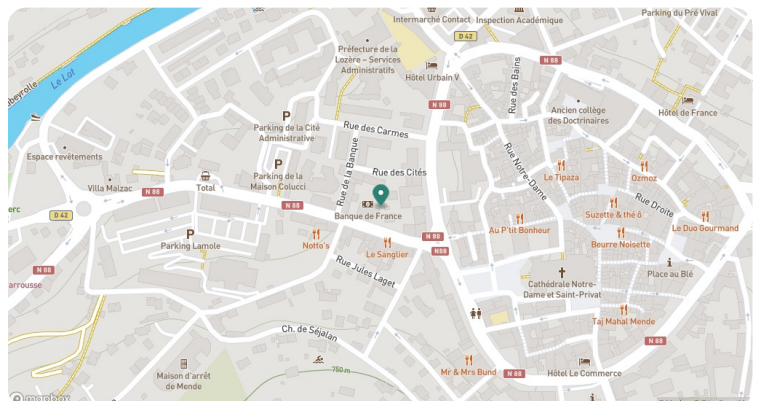 Intermarché Contact
Inspection Académique
Parking du Pré Vival
D 42
Préfecture de la
Lozère – Services
Administratifs
N 88
Hôtel Urbain V
Le Lot
Rue des Bains
Ancien collège
des Doctrinaires
Hôtel de France
Parking de la Cité
Administrative
Rue des Carmes
Espace revêtements
Rue de la Banque
Rue Notre-Dame
Parking de la
Maison Colucci
Rue des Cités
Le Tipaza
Ozmoz
Villa Malzac
Total
N 88
N 88
Rue Droite
Suzette & thé ô
D 42
Banque de France
Au P'tit Bonheur
Le Duo Gourmand
Parking Lamole
Notto's
Le Sanglier
N 88
N88
Beurre Noisette
N 88
Rue Jules Laget
Place au Blé
Cathédrale Notre-
Dame et Saint-Privat
Taj Mahal Mende
Ch. de Séjalan
N 88
750 m
Maison d'arrêt
de Mende
Mr & Mrs Bund
N 88
Hôtel Le Commerce
mapbox